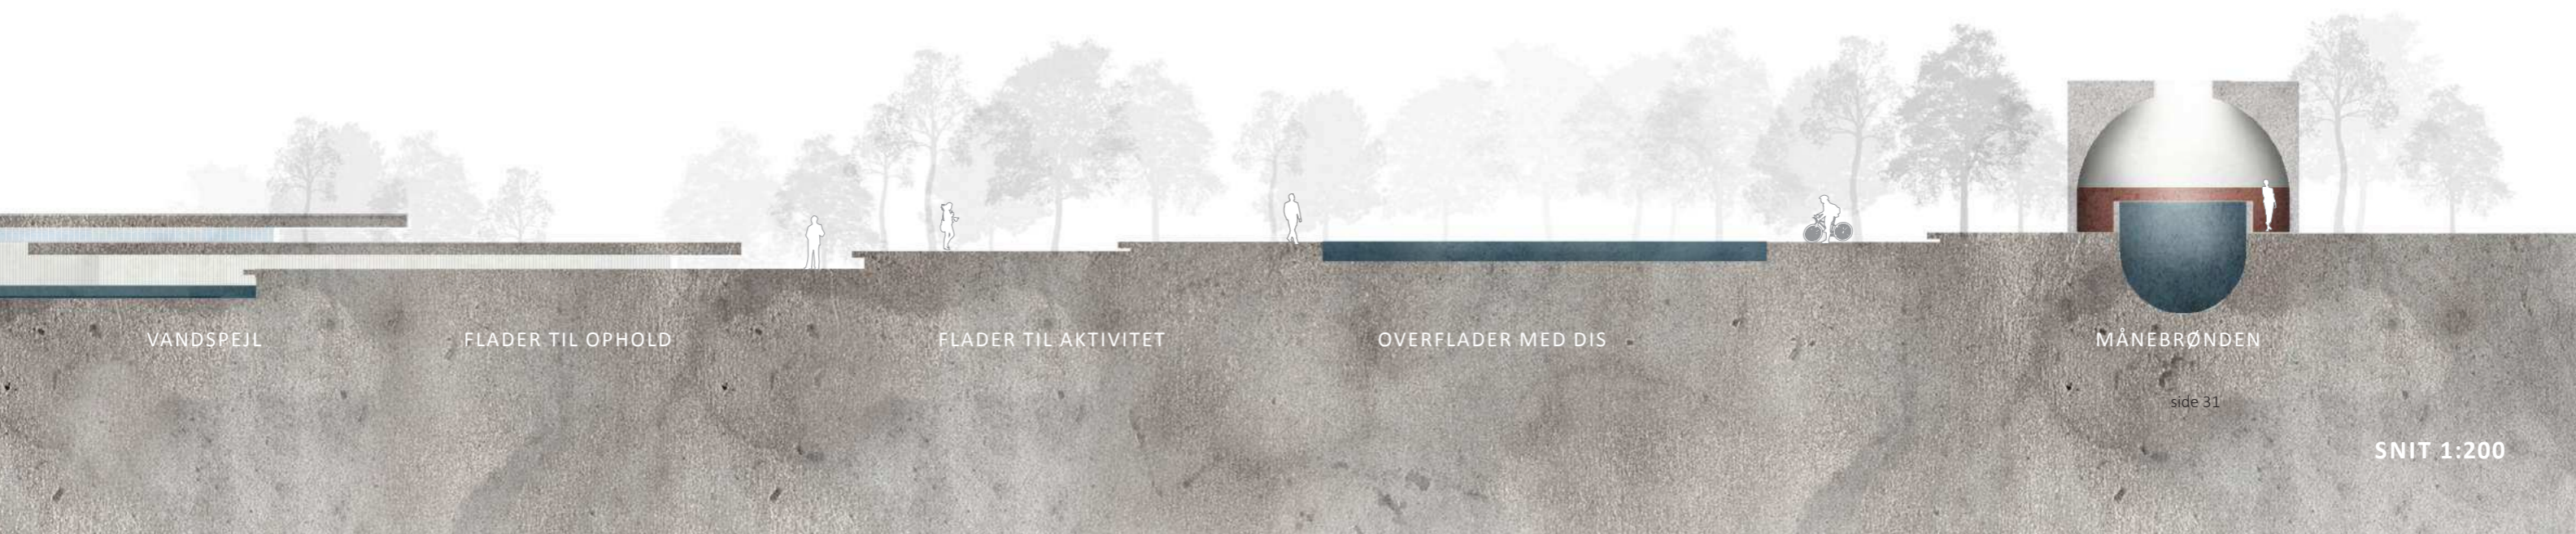 VANDSPEJL
FLADER TIL OPHOLD
FLADER TIL AKTIVITET
OVERFLADER MED DIS
MÅNEBRØNDEN
side 31
SNIT 1:200